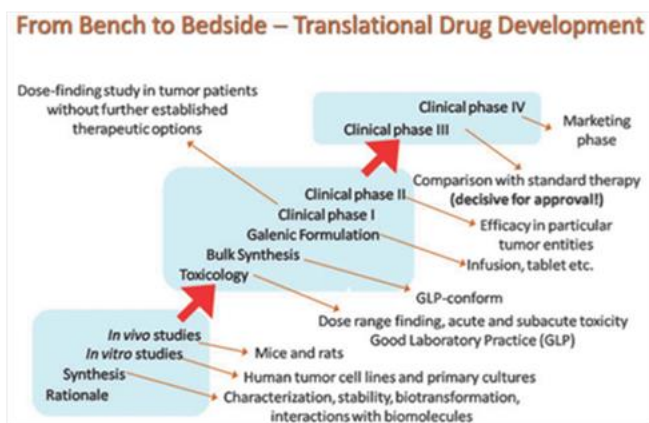 From Bench to Bedside – Translational Drug Development
Dose-finding study in tumor patients
without further established
therapeutic options
Clinical phase IV
Clinical phase III
Marketing
phase
Comparison with standard therapy
(decisive for approval!)
Clinical phase II
Clinical phase I
Galenic Formulation
Bulk Synthesis
Toxicology
Efficacy in particular
tumor entities
Infusion, tablet etc.
GLP-conform
Dose range finding, acute and subacute toxicity
Good Laboratory Practice (GLP)
In vivo studies
In vitro studies
Synthesis
Rationale
Mice and rats
Human tumor cell lines and primary cultures
Characterization, stability, biotransformation,
interactions with biomolecules